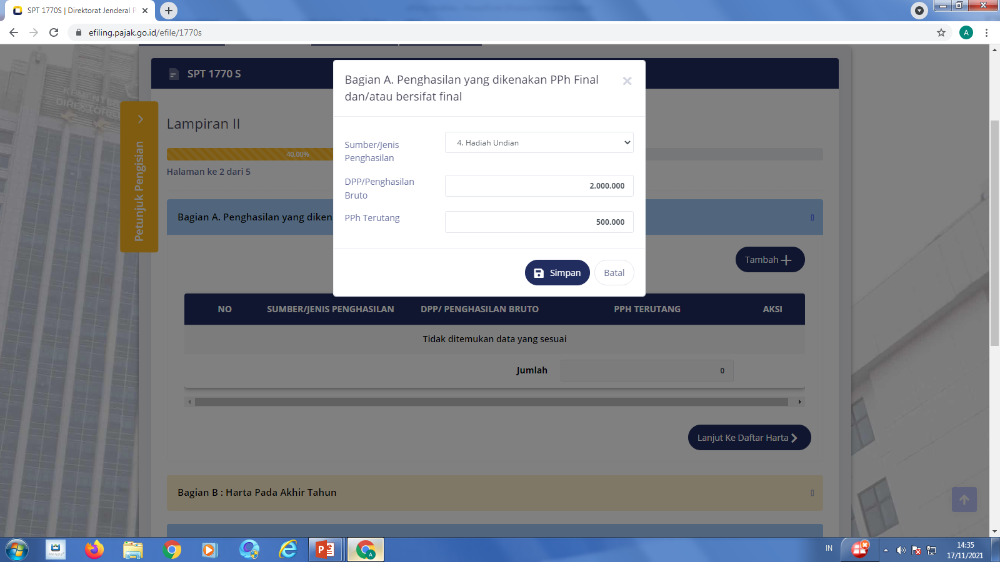 SPT 1770S | Direktorat Jenderal P
efiling.pajak.go.id/efile/1770s
A
SPT 1770 S
Lampiran II
40.00%
Halaman ke 2 dari 5
Petunjuk Pengisian
Bagian A. Penghasilan yang diken
Bagian A. Penghasilan yang dikenakan PPh Final
dan/atau bersifat final
Sumber/Jenis
Penghasilan
4. Hadiah Undian
DPP/Penghasilan
Bruto
2.000.000
PPh Terutang
500.000
Simpan
Batal
Tambah
NO SUMBER/JENIS PENGHASILAN DPP/ PENGHASILAN BRUTO PPH TERUTANG AKSI
Tidak ditemukan data yang sesuai
Jumlah 0
Lanjut Ke Daftar Harta
Bagian B : Harta Pada Akhir Tahun
IN
14:35
17/11/2021